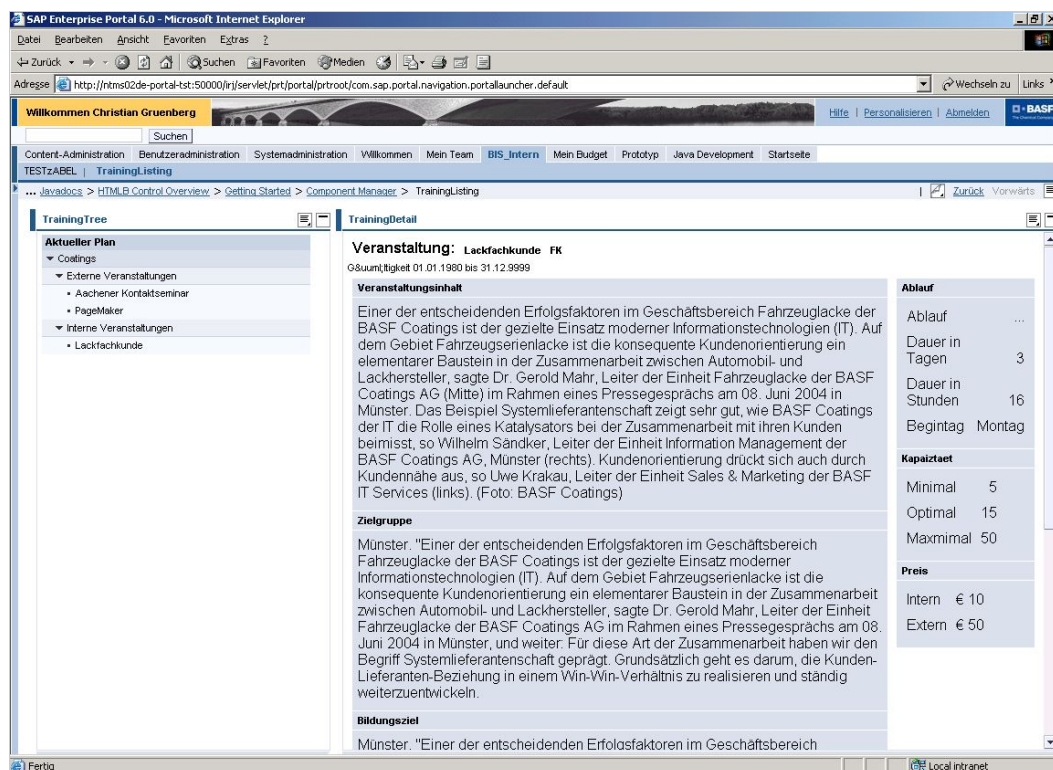 SAP Enterprise Portal 6.0 - Microsoft Internet Explorer
Datei Bearbeiten Ansicht Favoriten Extras ?
Zurück Suchen Favoriten Medien
Adresse http://ntms02de-portal-tst:50000/irj/servlet/prt/portal/prtroot/com.sap.portal.navigation.portallauncher.default Wechseln zu Links
Willkommen Christian Gruenberg Hilfe | Personalisieren | Abmelden BASF
The Chemical Company
Suchen
Content-Administration Benutzeradministration Systemadministration Willkommen Mein Team BIS_Intern Mein Budget Prototyp Java Development Startseite
TESTzABEL | TrainingListing
... Javadocs > HTMLB Control Overview > Getting Started > Component Manager > TrainingListing | Zurück Vorwärts
TrainingTree
Aktueller Plan
Coatings
Externe Veranstaltungen
Aachener Kontaktseminar
PageMaker
Interne Veranstaltungen
Lackfachkunde
TrainingDetail
Veranstaltung: Lackfachkunde FK
G&uuml;ltigkeit 01.01.1980 bis 31.12.9999
Veranstaltungsinhalt
Einer der entscheidenden Erfolgsfaktoren im Geschäftsbereich Fahrzeuglacke der
BASF Coatings ist der gezielte Einsatz moderner Informationstechnologien (IT). Auf
dem Gebiet Fahrzeugserienlacke ist die konsequente Kundenorientierung ein
elementarer Baustein in der Zusammenarbeit zwischen Automobil- und
Lackhersteller, sagte Dr. Gerold Mahr, Leiter der Einheit Fahrzeuglacke der BASF
Coatings AG (Mitte) im Rahmen eines Pressegesprächs am 08. Juni 2004 in
Münster. Das Beispiel Systemlieferantenschaft zeigt sehr gut, wie BASF Coatings
der IT die Rolle eines Katalysators bei der Zusammenarbeit mit ihren Kunden
beimisst, so Wilhelm Sändker, Leiter der Einheit Information Management der
BASF Coatings AG, Münster (rechts). Kundenorientierung drückt sich auch durch
Kundennähe aus, so Uwe Krakau, Leiter der Einheit Sales & Marketing der BASF
IT Services (links). (Foto: BASF Coatings)
Zielgruppe
Münster. "Einer der entscheidenden Erfolgsfaktoren im Geschäftsbereich
Fahrzeuglacke der BASF Coatings ist der gezielte Einsatz moderner
Informationstechnologien (IT). Auf dem Gebiet Fahrzeugserienlacke ist die
konsequente Kundenorientierung ein elementarer Baustein in der Zusammenarbeit
zwischen Automobil- und Lackhersteller, sagte Dr. Gerold Mahr, Leiter der Einheit
Fahrzeuglacke der BASF Coatings AG im Rahmen eines Pressegesprächs am 08.
Juni 2004 in Münster, und weiter: Für diese Art der Zusammenarbeit haben wir den
Begriff Systemlieferantenschaft geprägt. Grundsätzlich geht es darum, die Kunden-
Lieferanten-Beziehung in einem Win-Win-Verhältnis zu realisieren und ständig
weiterzuentwickeln.
Bildungsziel
Münster. "Einer der entscheidenden Erfolgsfaktoren im Geschäftsbereich
Ablauf
Ablauf ...
Dauer in
Tagen 3
Dauer in
Stunden 16
Begintag Montag
Kapaiztaet
Minimal 5
Optimal 15
Maxmimal 50
Preis
Intern € 10
Extern € 50
Fertig Local intranet